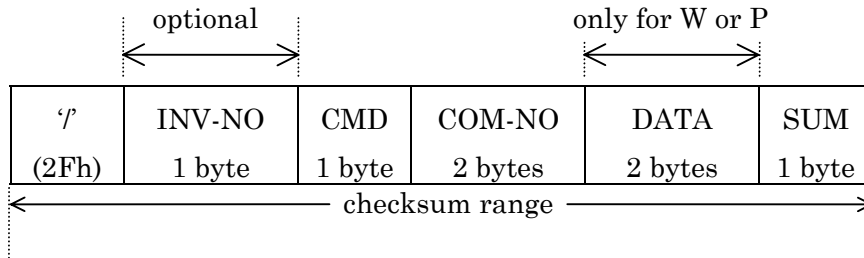 optional only for W or P
‘/’ INV-NO CMD COM-NO DATA SUM
(2Fh) 1 byte 1 byte 2 bytes 2 bytes 1 byte
checksum range